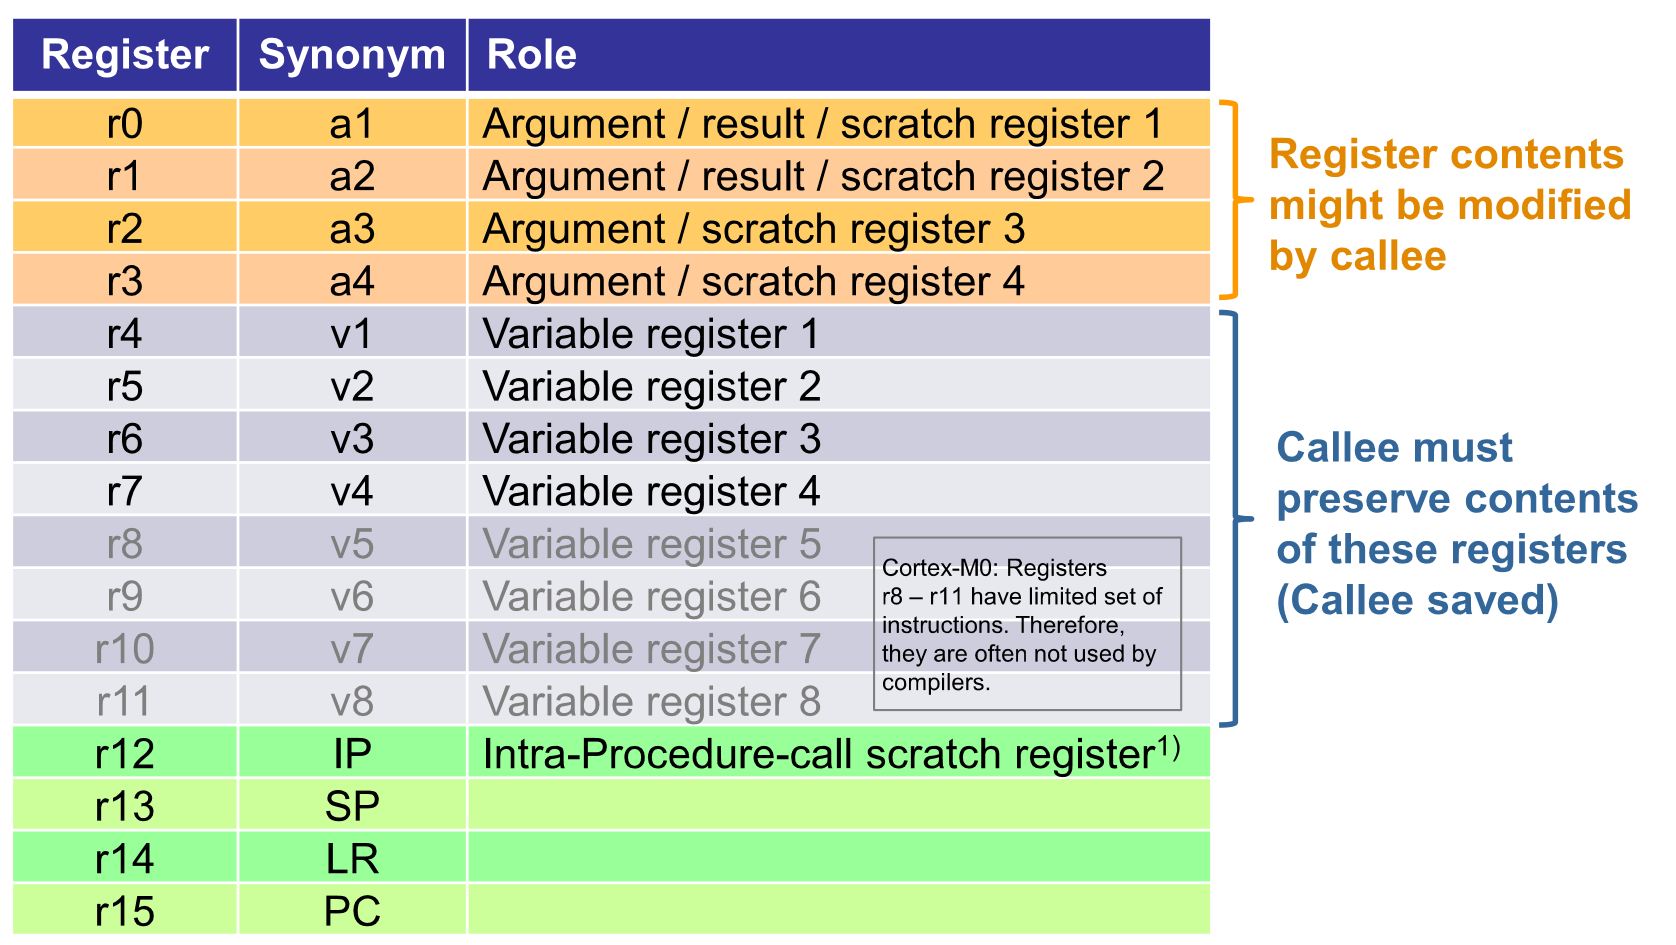 Register Synonym Role
r0 a1 Argument / result / scratch register 1
r1 a2 Argument / result / scratch register 2
r2 a3 Argument / scratch register 3
r3 a4 Argument / scratch register 4
r4 v1 Variable register 1
r5 v2 Variable register 2
r6 v3 Variable register 3
r7 v4 Variable register 4
r8 v5 Variable register 5
r9 v6 Variable register 6
r10 v7 Variable register 7
r11 v8 Variable register 8
r12 IP Intra-Procedure-call scratch register1)
r13 SP
r14 LR
r15 PC
Cortex-M0: Registers
r8 – r11 have limited set of
instructions. Therefore,
they are often not used by
compilers.
Register contents
might be modified
by callee
Callee must
preserve contents
of these registers
(Callee saved)